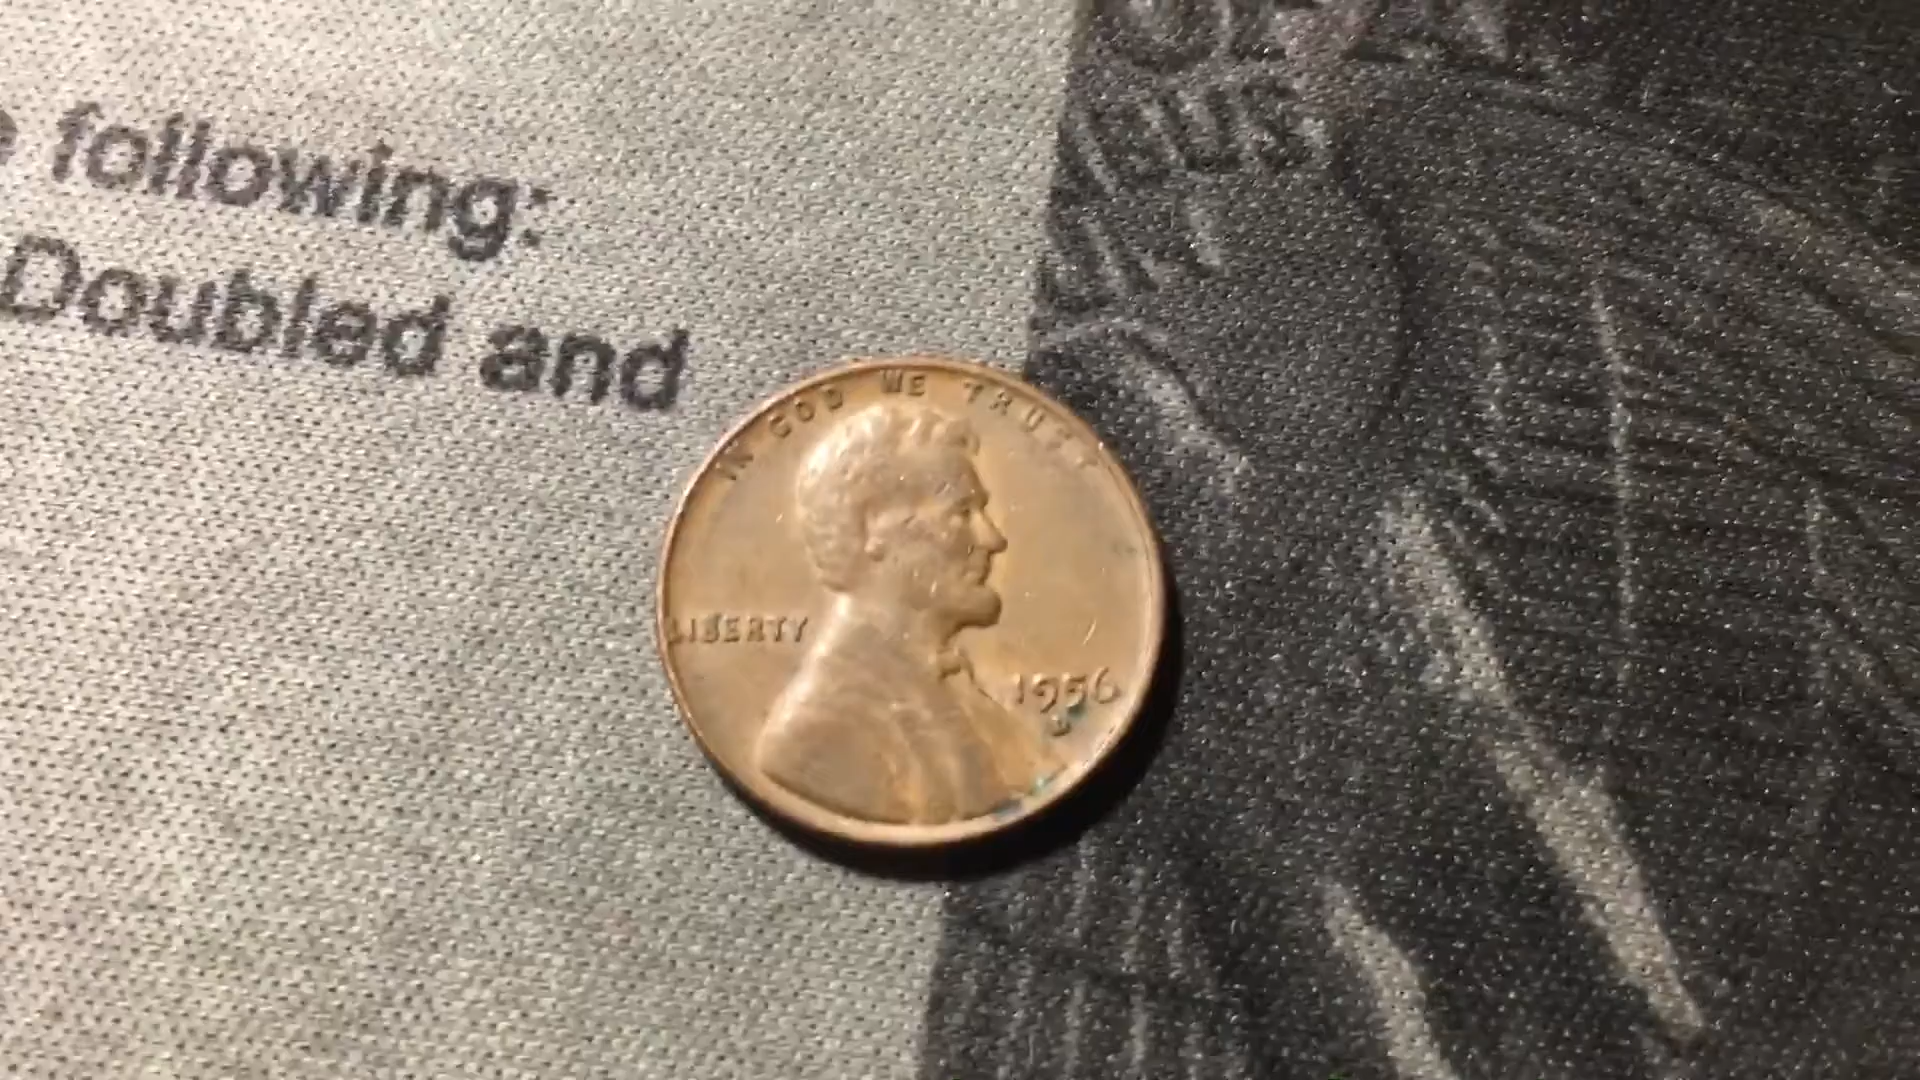 following:
Doubled and
IN GOD WE TRUST
LIBERTY
1956
D